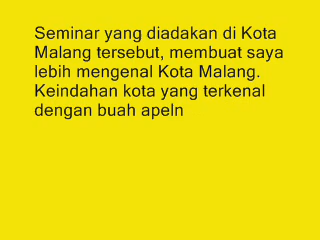 Seminar yang diadakan di Kota
Malang tersebut, membuat saya
lebih mengenal Kota Malang.
Keindahan kota yang terkenal
dengan buah apeln